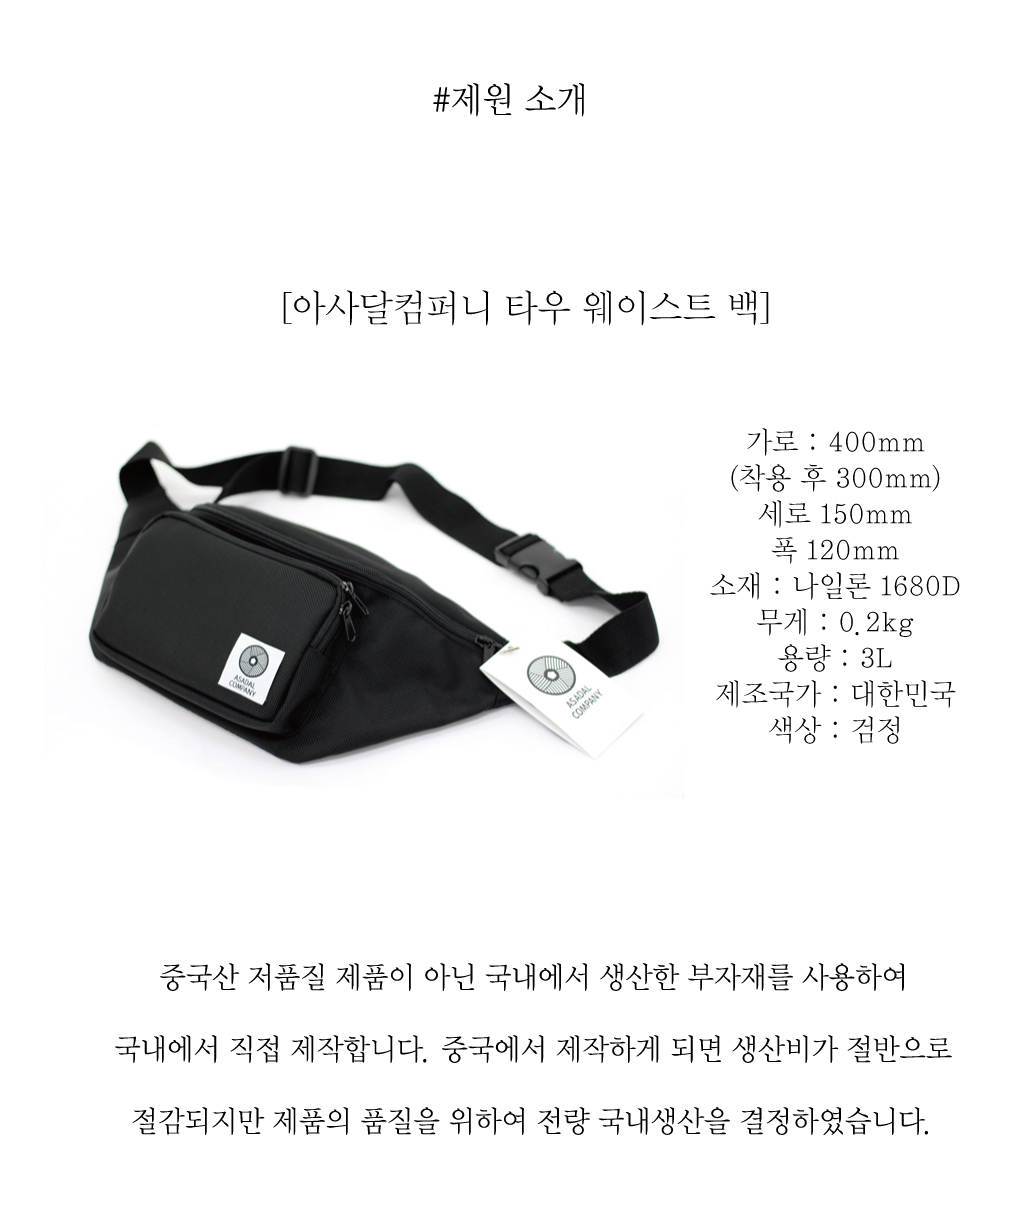 #제원 소개
[아사달컴퍼니 타우 웨이스트 백]
가로 : 400mm
(착용 후 300mm)
세로 150mm
폭 120mm
소재 : 나일론 1680D
무게 : 0.2kg
용량 : 3L
제조국가 : 대한민국
색상 : 검정
ASADAL
COMPANY
ASADAL
COMPANY
중국산 저품질 제품이 아닌 국내에서 생산한 부자재를 사용하여
국내에서 직접 제작합니다. 중국에서 제작하게 되면 생산비가 절반으로
절감되지만 제품의 품질을 위하여 전량 국내생산을 결정하였습니다.